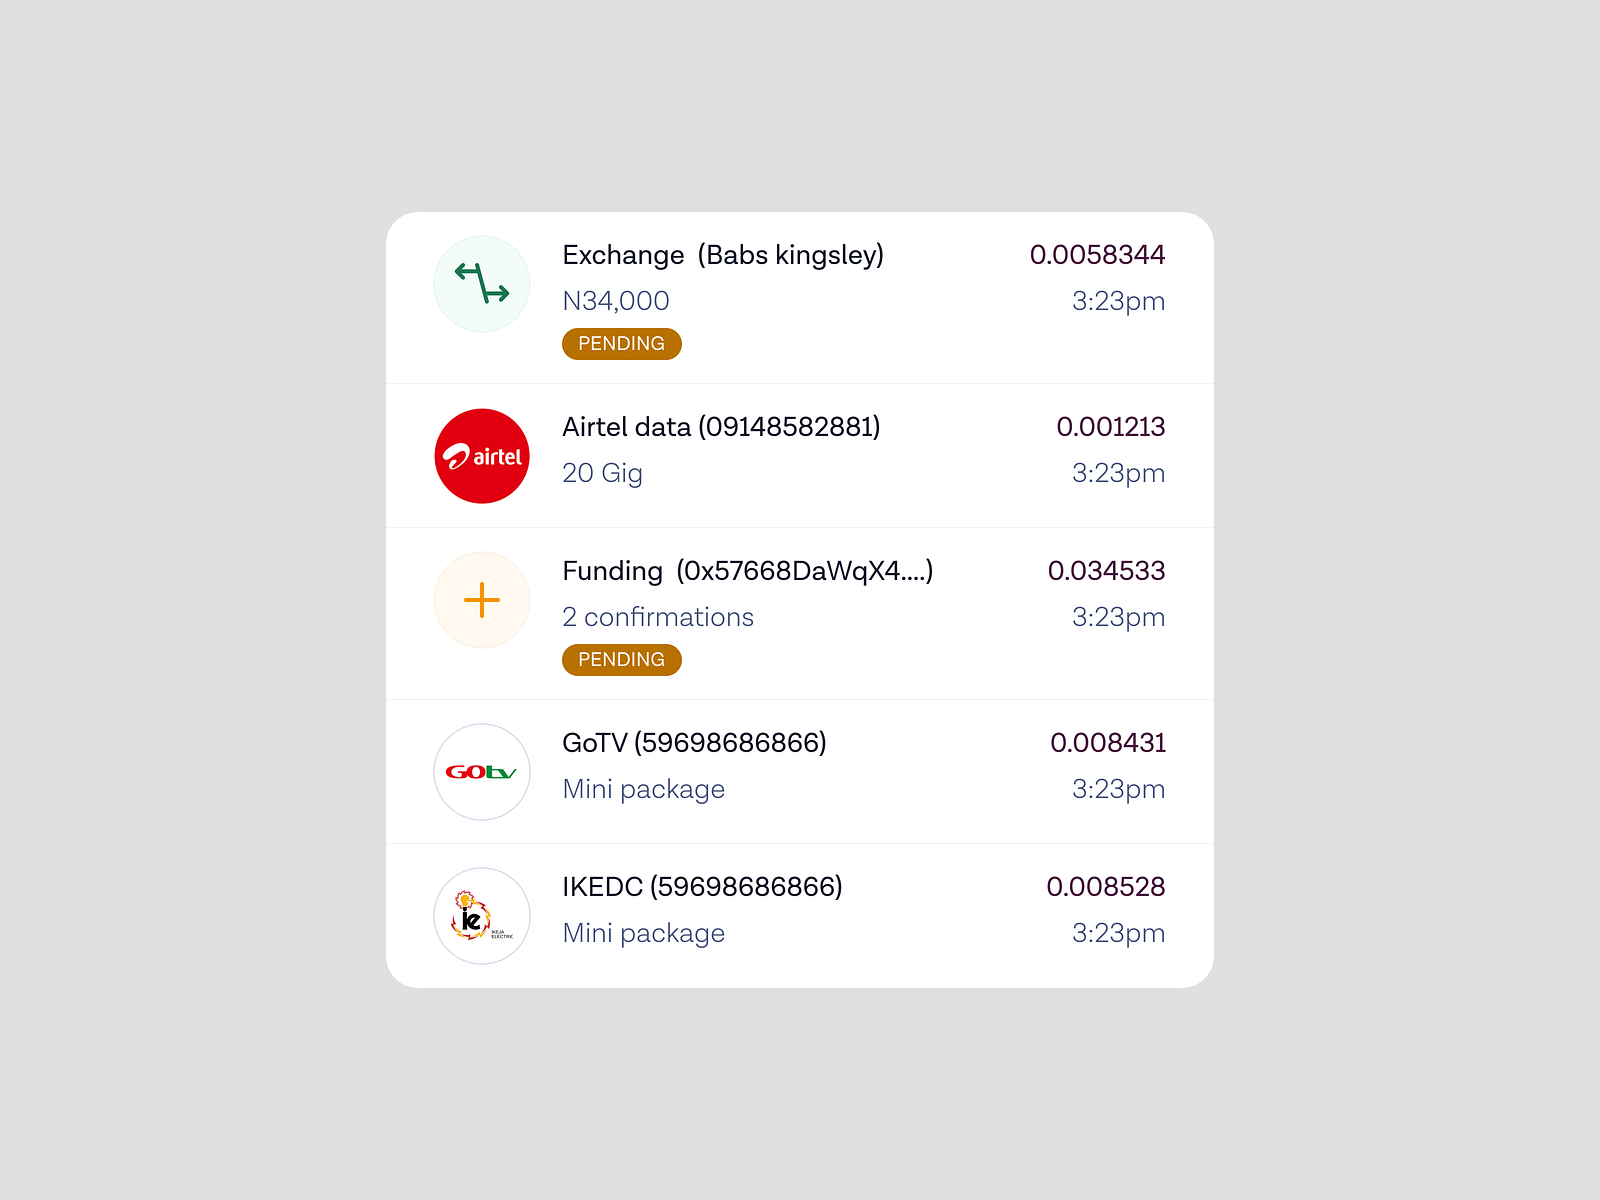 Exchange  (Babs kingsley) 0.0058344
N34,000 3:23pm
PENDING
Airtel data (09148582881) 0.001213
airtel
20 Gig 3:23pm
Funding  (0x57668DaWqX4....) 0.034533
2 confirmations 3:23pm
PENDING
GoTV (59698686866) 0.008431
GOtv
Mini package 3:23pm
IKEDC (59698686866) 0.008528
ie
IKEJA
ELECTRIC
Mini package 3:23pm